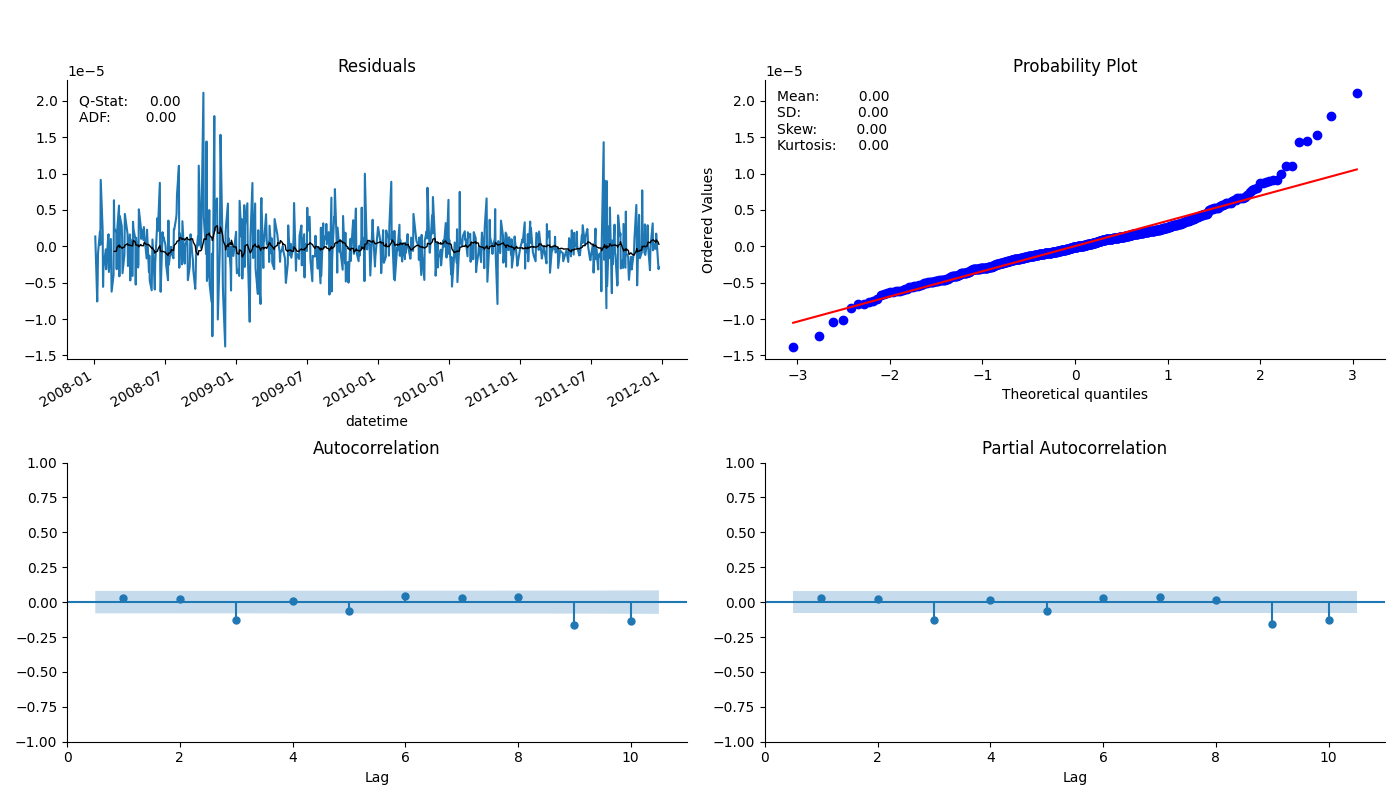 Residuals
1e−5
Q-Stat: 0.00
ADF: 0.00
2.0
1.5
1.0
0.5
0.0
−0.5
−1.0
−1.5
2008-01 2008-07 2009-01 2009-07 2010-01 2010-07 2011-01 2011-07 2012-01
datetime
Probability Plot
1e−5
Mean: 0.00
SD: 0.00
Skew: 0.00
Kurtosis: 0.00
Ordered Values
2.0
1.5
1.0
0.5
0.0
−0.5
−1.0
−1.5
−3 −2 −1 0 1 2 3
Theoretical quantiles
Autocorrelation
1.00
0.75
0.50
0.25
0.00
−0.25
−0.50
−0.75
−1.00
0 2 4 6 8 10
Lag
Partial Autocorrelation
1.00
0.75
0.50
0.25
0.00
−0.25
−0.50
−0.75
−1.00
0 2 4 6 8 10
Lag